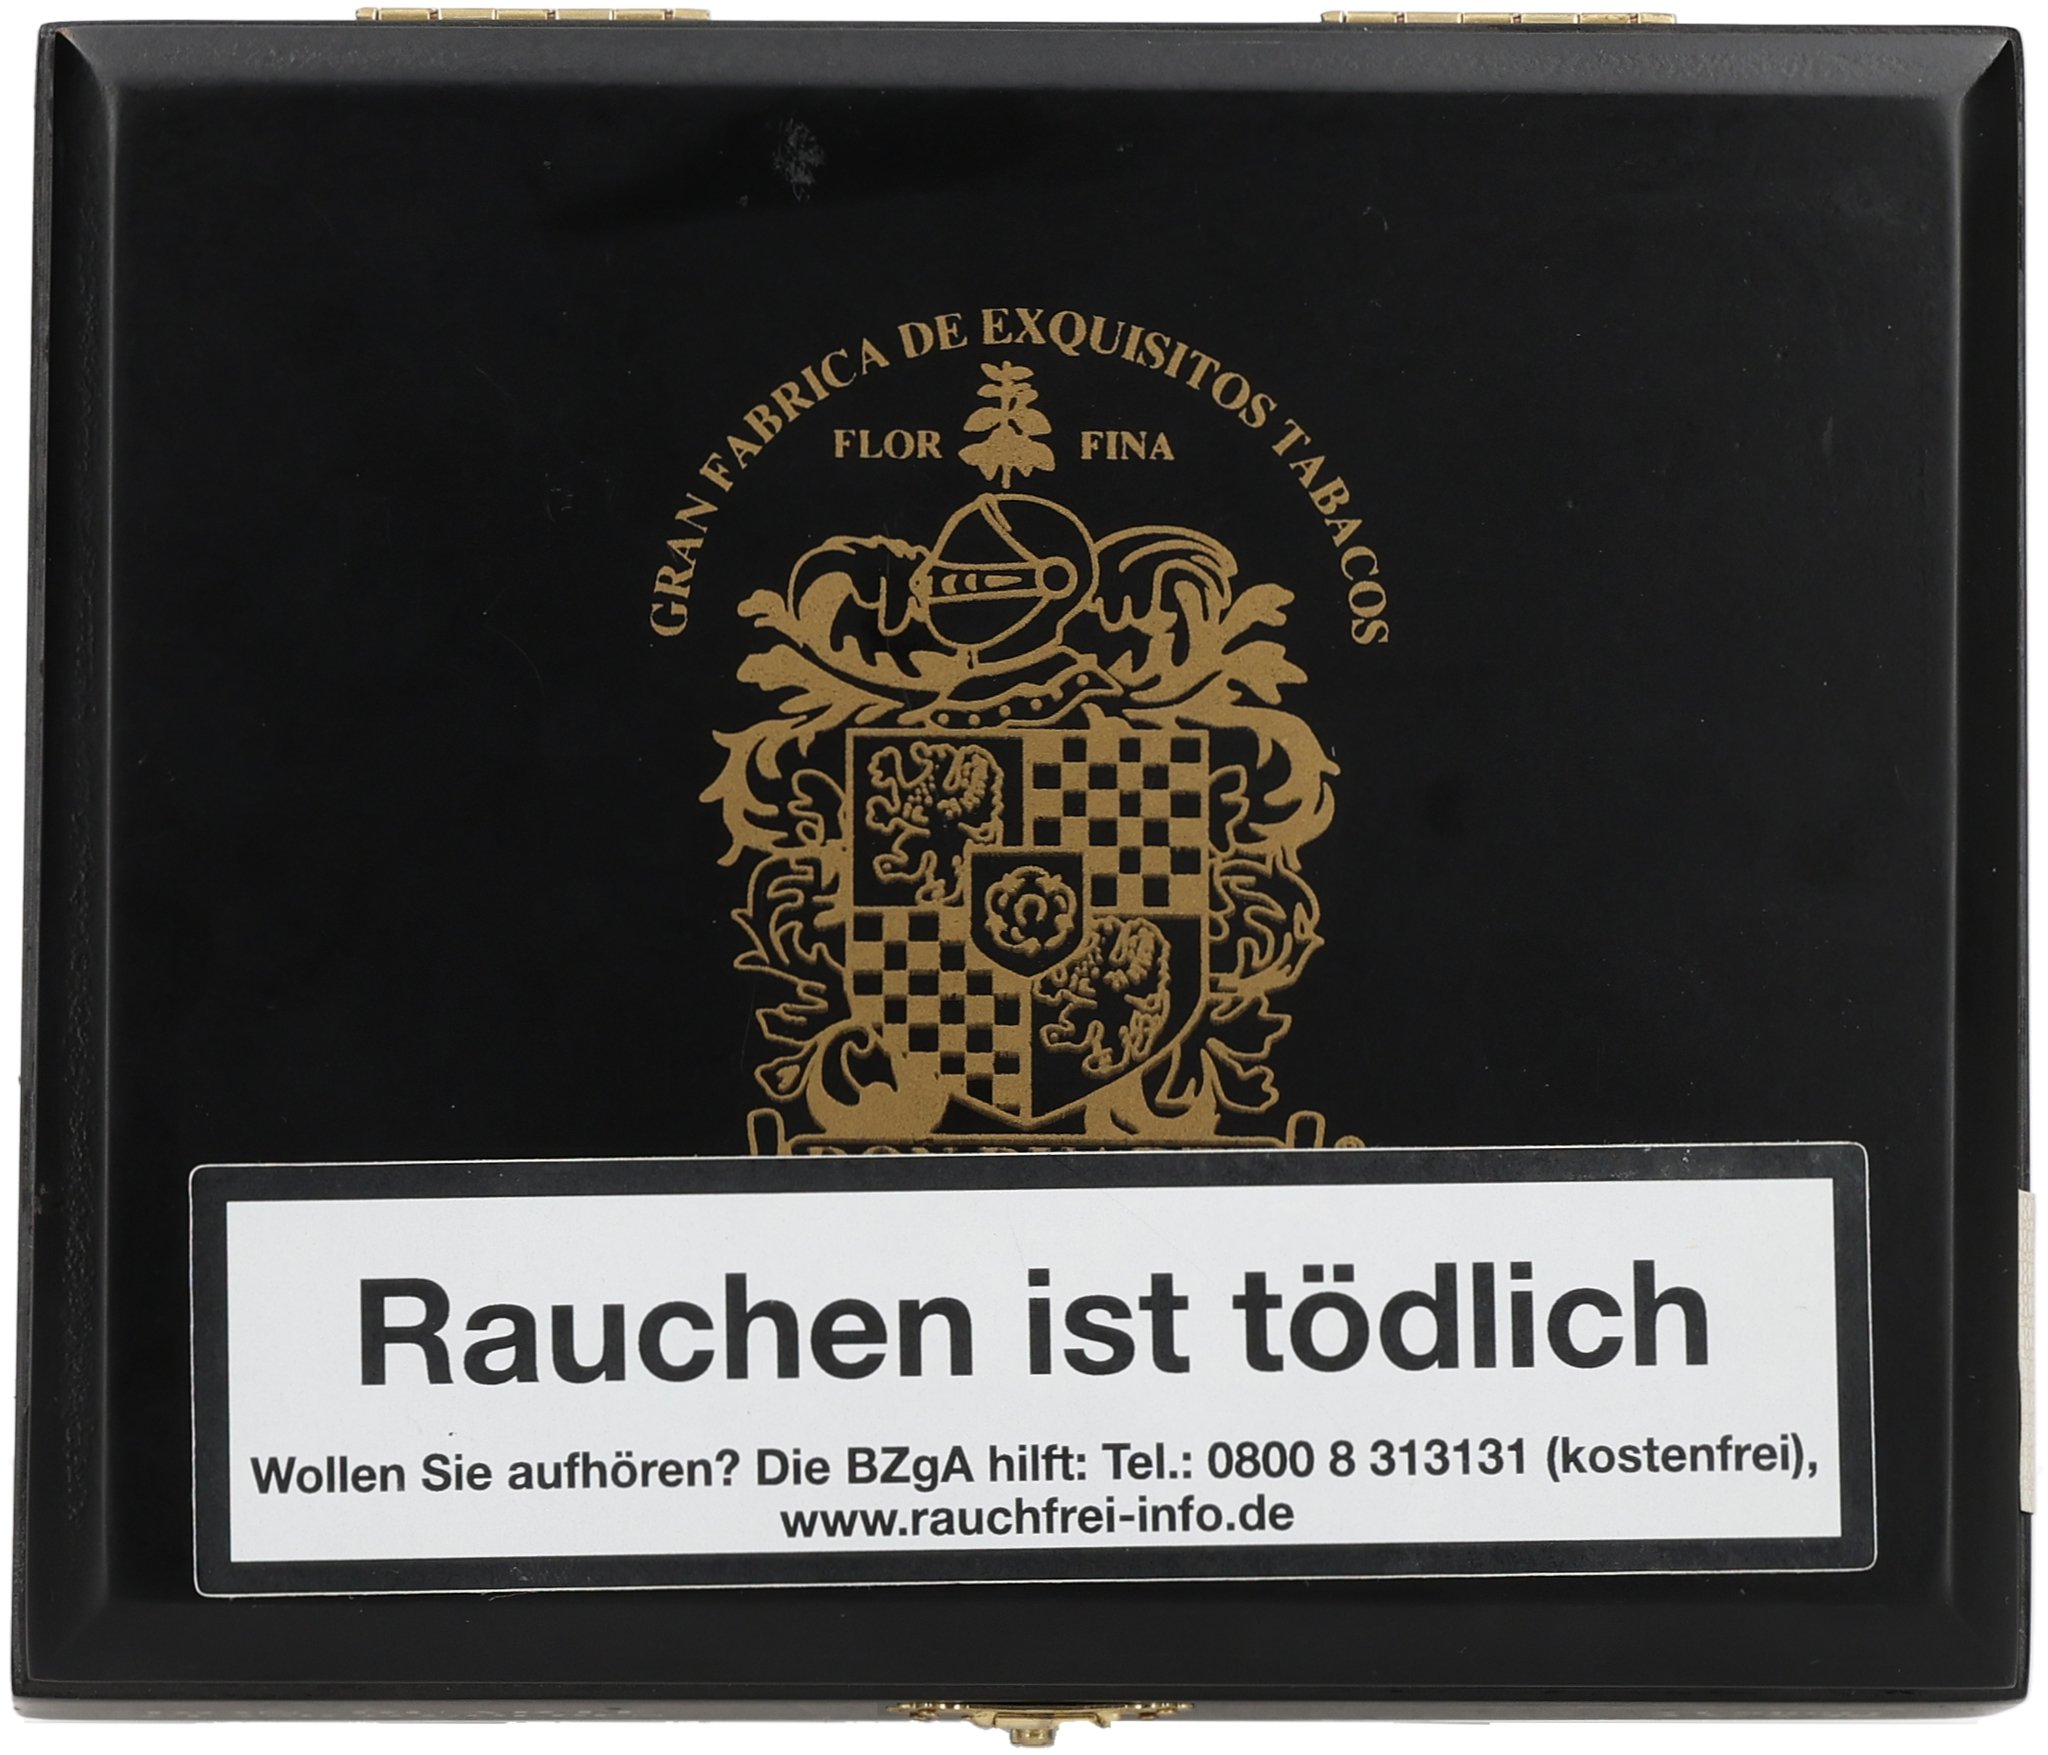 GRAN FABRICA DE EXQUISITOS TABACOS
FLOR FINA
®
Rauchen ist tödlich
Wollen Sie aufhören? Die BZgA hilft: Tel.: 0800 8 313131 (kostenfrei),
www.rauchfrei-info.de